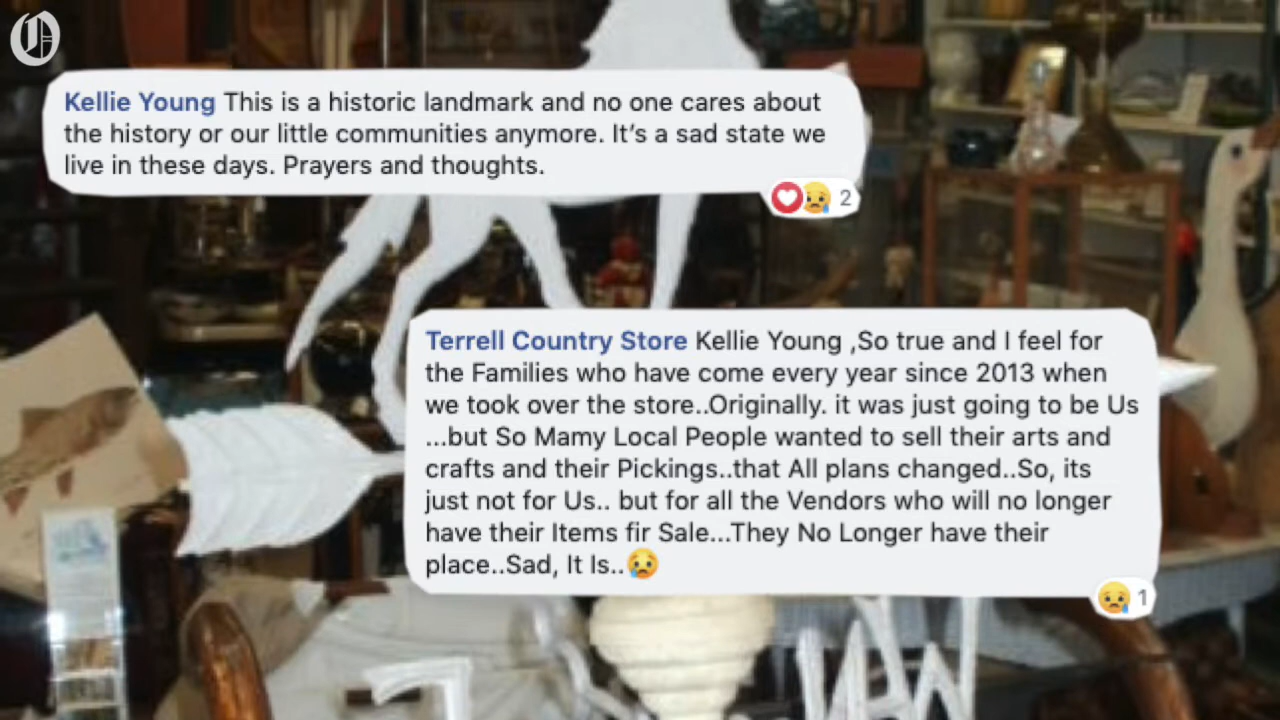 O
Kellie Young This is a historic landmark and no one cares about
the history or our little communities anymore. It’s a sad state we
live in these days. Prayers and thoughts.
2
Terrell Country Store Kellie Young ,So true and I feel for
the Families who have come every year since 2013 when
we took over the store..Originally. it was just going to be Us
...but So Mamy Local People wanted to sell their arts and
crafts and their Pickings..that All plans changed..So, its
just not for Us.. but for all the Vendors who will no longer
have their Items fir Sale...They No Longer have their
place..Sad, It Is..😥
1